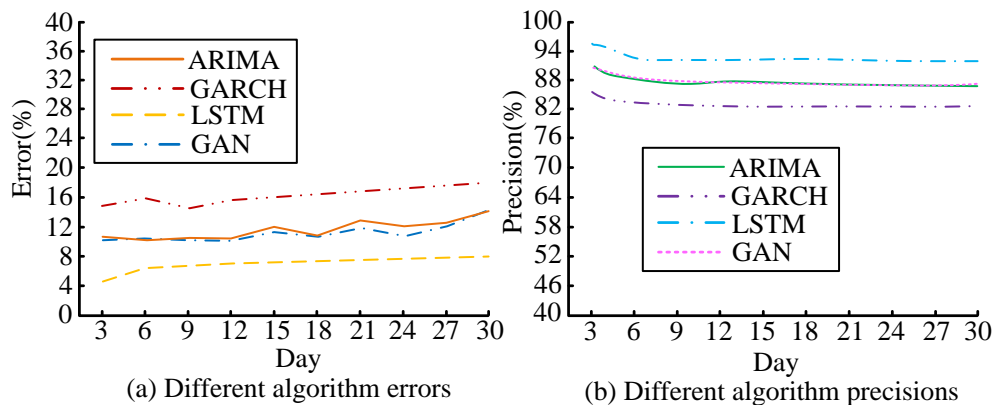 40
36
32
28
24
20
16
12
8
4
0
Error(%)
ARIMA
GARCH
LSTM
GAN
3 6 9 12 15 18 21 24 27 30
Day
(a) Different algorithm errors
100
94
88
82
76
70
64
58
52
46
40
Precision(%)
ARIMA
GARCH
LSTM
GAN
3 6 9 12 15 18 21 24 27 30
Day
(b) Different algorithm precisions